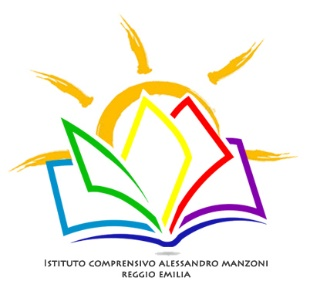 ISTITUTO COMPRENSIVO ALESSANDRO MANZONI
REGGIO EMILIA